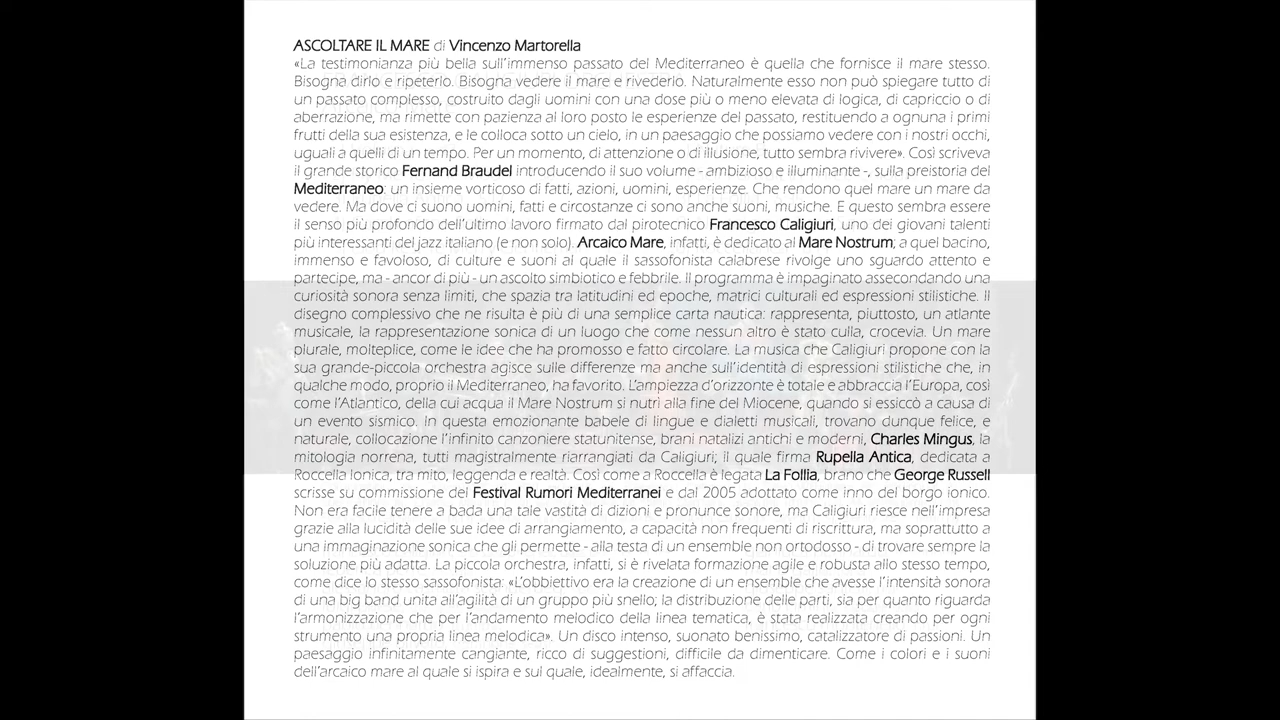 ASCOLTARE IL MARE di Vincenzo Martorella
«La testimonianza più bella sull'immenso passato del Mediterraneo è quella che fornisce il mare stesso.
Bisogna dirlo e ripeterlo. Bisogna vedere il mare e rivederlo. Naturalmente esso non può spiegare tutto di
un passato complesso, costruito dagli uomini con una dose più o meno elevata di logica, di capriccio o di
aberrazione, ma rimette con pazienza al loro posto le esperienze del passato, restituendo a ognuna i primi
frutti della sua esistenza, e le colloca sotto un cielo, in un paesaggio che possiamo vedere con i nostri occhi,
uguali a quelli di un tempo. Per un momento, di attenzione o di illusione, tutto sembra rivivere». Così scriveva
il grande storico Fernand Braudel introducendo il suo volume - ambizioso e illuminante -, sulla preistoria del
Mediterraneo: un insieme vorticoso di fatti, azioni, uomini, esperienze. Che rendono quel mare un mare da
vedere. Ma dove ci suono uomini, fatti e circostanze ci sono anche suoni, musiche. E questo sembra essere
il senso più profondo dell'ultimo lavoro firmato dal pirotecnico Francesco Caligiuri, uno dei giovani talenti
più interessanti del jazz italiano (e non solo). Arcaico Mare, infatti, è dedicato al Mare Nostrum, a quel bacino,
immenso e favoloso, di culture e suoni al quale il sassofonista calabrese rivolge uno sguardo attento e
partecipe, ma - ancor di più - un ascolto simbiotico e febbrile. Il programma è impaginato assecondando una
curiosità sonora senza limiti, che spazia tra latitudini ed epoche, matrici culturali ed espressioni stilistiche. Il
disegno complessivo che ne risulta è più di una semplice carta nautica: rappresenta, piuttosto, un atlante
musicale, la rappresentazione sonica di un luogo che come nessun altro è stato culla, crocevia. Un mare
plurale, molteplice, come le idee che ha promosso e fatto circolare. La musica che Caligiuri propone con la
sua grande-piccola orchestra agisce sulle differenze ma anche sull'identità di espressioni stilistiche che, in
qualche modo, proprio il Mediterraneo, ha favorito. L'ampiezza d'orizzonte è totale e abbraccia l'Europa, così
come l'Atlantico, della cui acqua il Mare Nostrum si nutrì alla fine del Miocene, quando si essiccò a causa di
un evento sismico. In questa emozionante babele di lingue e dialetti musicali, trovano dunque felice, e
naturale, collocazione l'infinito canzoniere statunitense, brani natalizi antichi e moderni, Charles Mingus, la
mitologia norrena, tutti magistralmente riarrangiati da Caligiuri; il quale firma Rupella Antica, dedicata a
Roccella Ionica, tra mito, leggenda e realtà. Così come a Roccella è legata La Follia, brano che George Russell
scrisse su commissione del Festival Rumori Mediterranei e dal 2005 adottato come inno del borgo ionico.
Non era facile tenere a bada una tale vastità di dizioni e pronunce sonore, ma Caligiuri riesce nell'impresa
grazie alla lucidità delle sue idee di arrangiamento, a capacità non frequenti di riscrittura, ma soprattutto a
una immaginazione sonica che gli permette - alla testa di un ensemble non ortodosso - di trovare sempre la
soluzione più adatta. La piccola orchestra, infatti, si è rivelata formazione agile e robusta allo stesso tempo,
come dice lo stesso sassofonista: «L'obbiettivo era la creazione di un ensemble che avesse l'intensità sonora
di una big band unita all'agilità di un gruppo più snello; la distribuzione delle parti, sia per quanto riguarda
l'armonizzazione che per l'andamento melodico della linea tematica, è stata realizzata creando per ogni
strumento una propria linea melodica». Un disco intenso, suonato benissimo, catalizzatore di passioni. Un
paesaggio infinitamente cangiante, ricco di suggestioni, difficile da dimenticare. Come i colori e i suoni
dell'arcaico mare al quale si ispira e sul quale, idealmente, si affaccia.